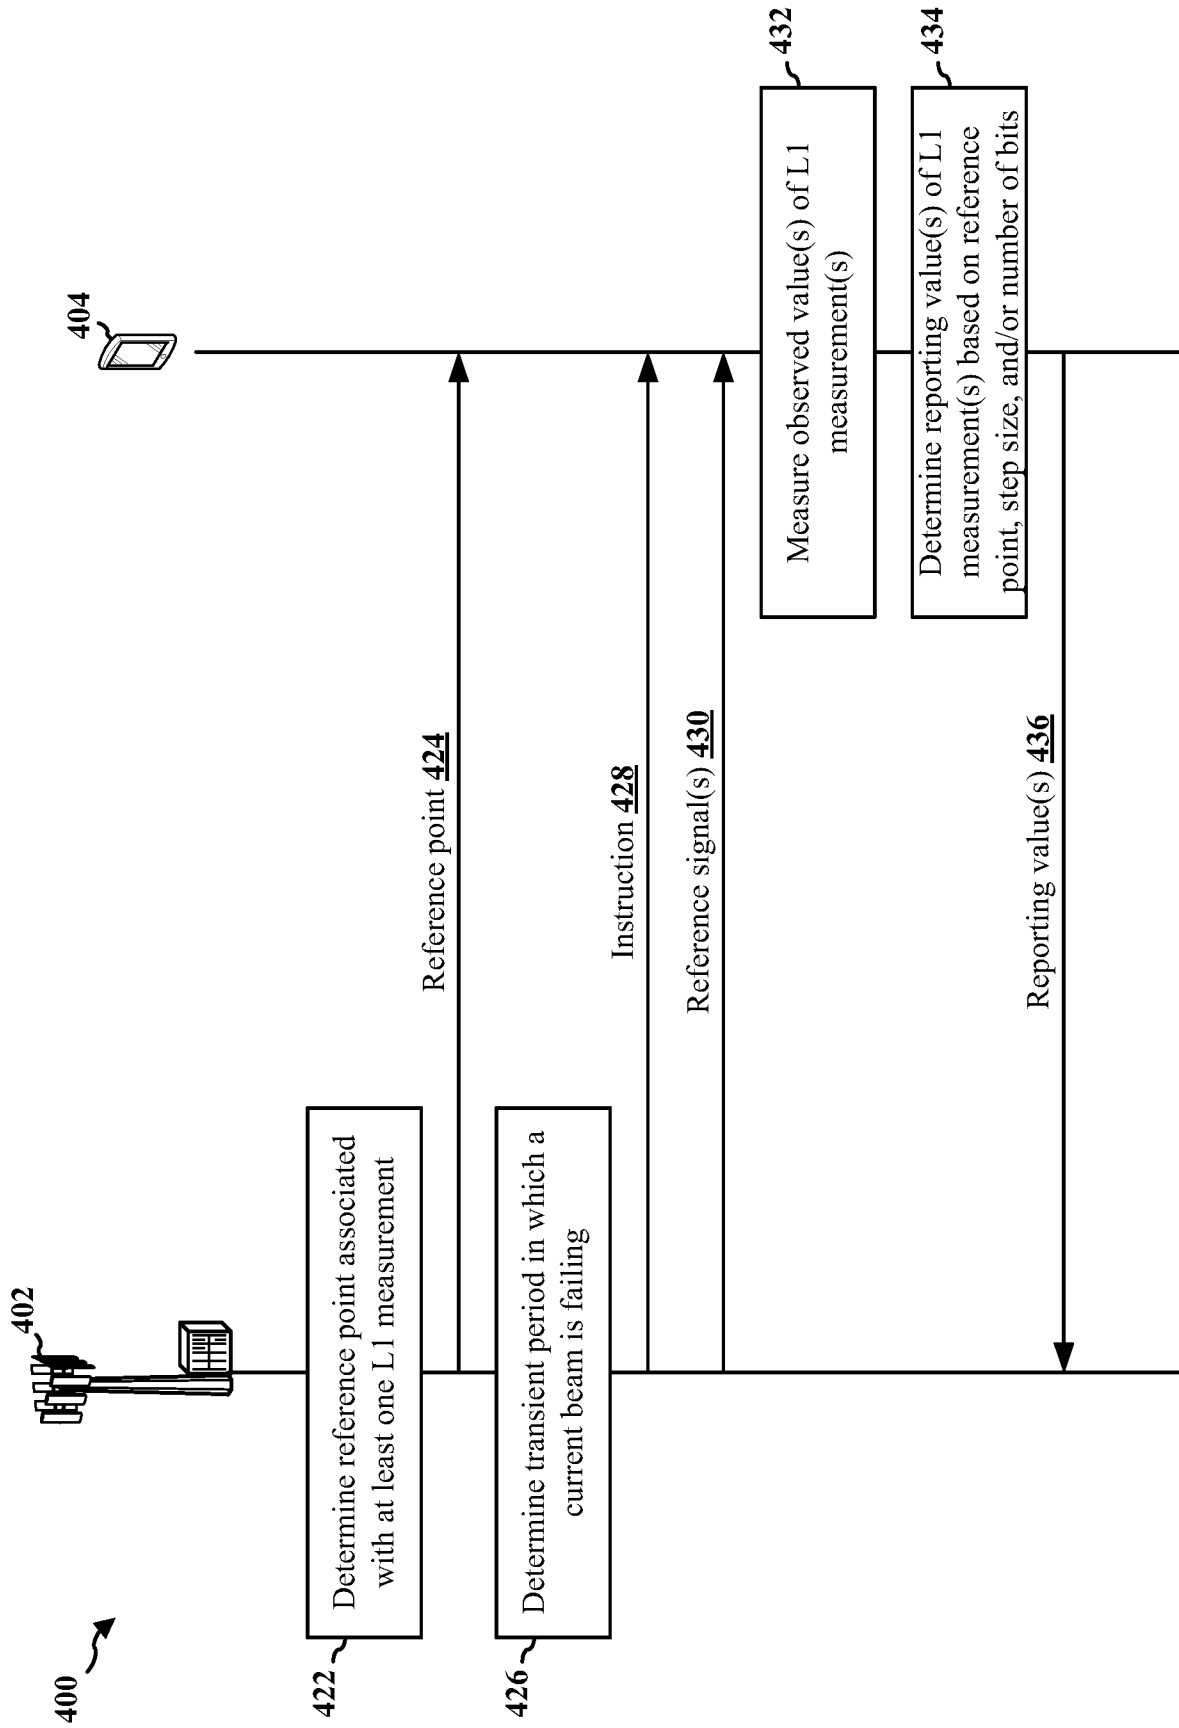 400
402
404
422
Determine reference point associated
with at least one L1 measurement
Reference point 424
426
Determine transient period in which a
current beam is failing
Instruction 428
Reference signal(s) 430
432
Measure observed value(s) of L1
measurement(s)
434
Determine reporting value(s) of L1
measurement(s) based on reference
point, step size, and/or number of bits
Reporting value(s) 436